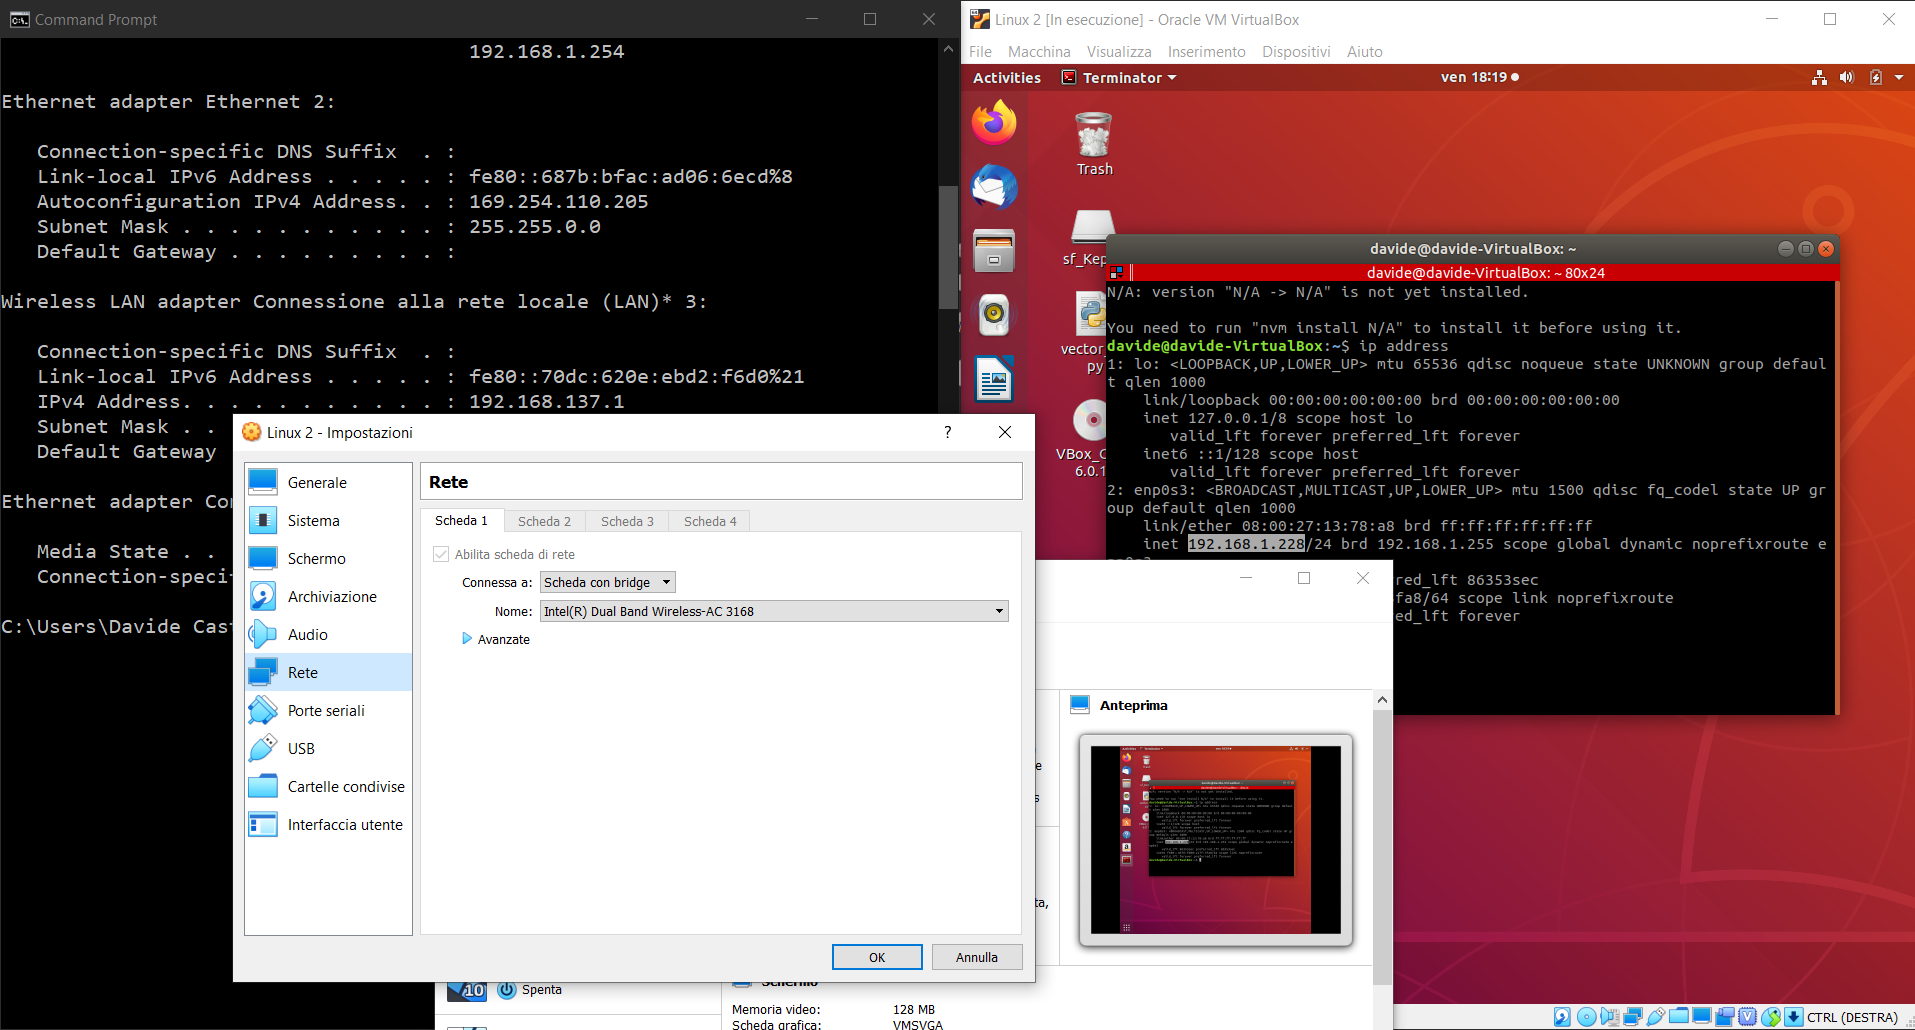 Command Prompt
192.168.1.254
Ethernet adapter Ethernet 2:
Connection-specific DNS Suffix  . :
Link-local IPv6 Address . . . . . : fe80::687b:bfac:ad06:6ecd%8
Autoconfiguration IPv4 Address. . : 169.254.110.205
Subnet Mask . . . . . . . . . . . : 255.255.0.0
Default Gateway . . . . . . . . . :
Wireless LAN adapter Connessione alla rete locale (LAN)* 3:
Connection-specific DNS Suffix  . :
Link-local IPv6 Address . . . . . : fe80::70dc:620e:ebd2:f6d0%21
IPv4 Address. . . . . . . . . . . : 192.168.137.1
Subnet Mask . .
Default Gateway
Ethernet adapter Co
Media State . .
Connection-speci
C:\Users\Davide Cas
Linux 2 - Impostazioni
?
Generale
Sistema
Schermo
Archiviazione
Audio
Rete
Porte seriali
USB
Cartelle condivise
Interfaccia utente
Rete
Scheda 1
Scheda 2
Scheda 3
Scheda 4
Abilita scheda di rete
Connessa a: Scheda con bridge
Nome: Intel(R) Dual Band Wireless-AC 3168
Avanzate
OK
Annulla
10
Spenta
Schermo
Memoria video: 128 MB
Scheda grafica: VMSVGA
e
s
ta,
Anteprima
Linux 2 [In esecuzione] - Oracle VM VirtualBox
File Macchina Visualizza Inserimento Dispositivi Aiuto
Activities
Terminator
ven 18:19
Trash
sf_Kep
vector_
py
VBox_G
6.0.1
davide@davide-VirtualBox: ~
davide@davide-VirtualBox: ~ 80x24
N/A: version "N/A -> N/A" is not yet installed.
You need to run "nvm install N/A" to install it before using it.
davide@davide-VirtualBox:~$ ip address
1: lo: <LOOPBACK,UP,LOWER_UP> mtu 65536 qdisc noqueue state UNKNOWN group defaul
t qlen 1000
link/loopback 00:00:00:00:00:00 brd 00:00:00:00:00:00
inet 127.0.0.1/8 scope host lo
valid_lft forever preferred_lft forever
inet6 ::1/128 scope host
valid_lft forever preferred_lft forever
2: enp0s3: <BROADCAST,MULTICAST,UP,LOWER_UP> mtu 1500 qdisc fq_codel state UP gr
oup default qlen 1000
link/ether 08:00:27:13:78:a8 brd ff:ff:ff:ff:ff:ff
inet 192.168.1.228/24 brd 192.168.1.255 scope global dynamic noprefixroute e
red_lft 86353sec
fa8/64 scope link noprefixroute
red_lft forever
CTRL (DESTRA)